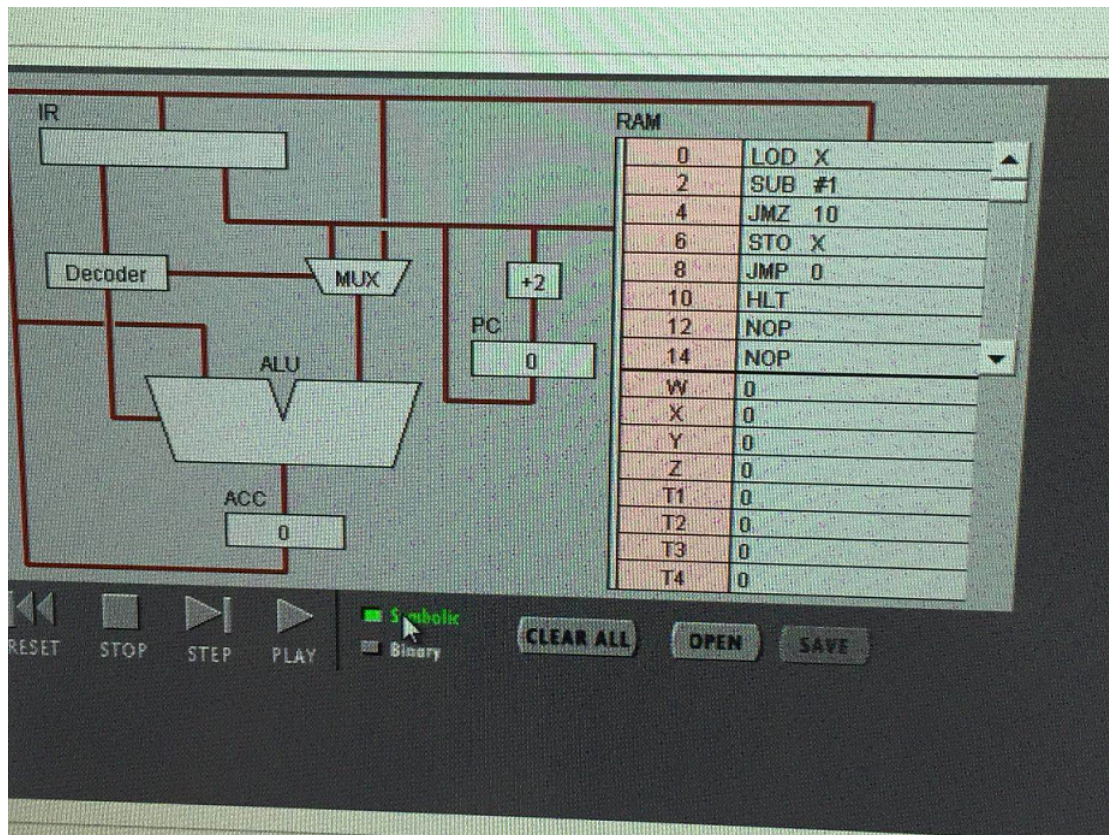 IR
RAM
0 LOD X
2 SUB #1
4 JMZ 10
6 STO X
8 JMP 0
10 HLT
12 NOP
14 NOP
W 0
X 0
Y 0
Z 0
T1 0
T2 0
T3 0
T4 0
Decoder
MUX
+2
PC
0
ALU
ACC
0
RESET
STOP
STEP
PLAY
Symbolic
Binary
CLEAR ALL
OPEN
SAVE